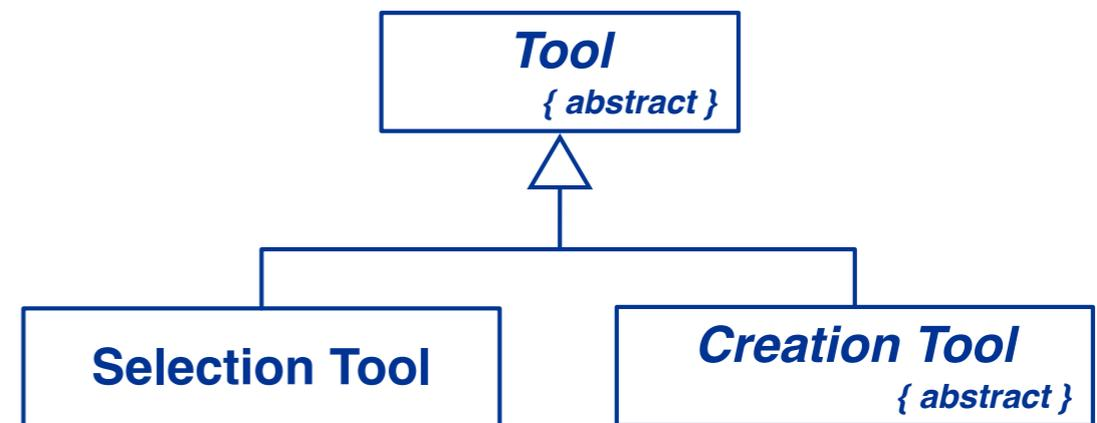 Tool
{ abstract }
Selection Tool
Creation Tool
{ abstract }